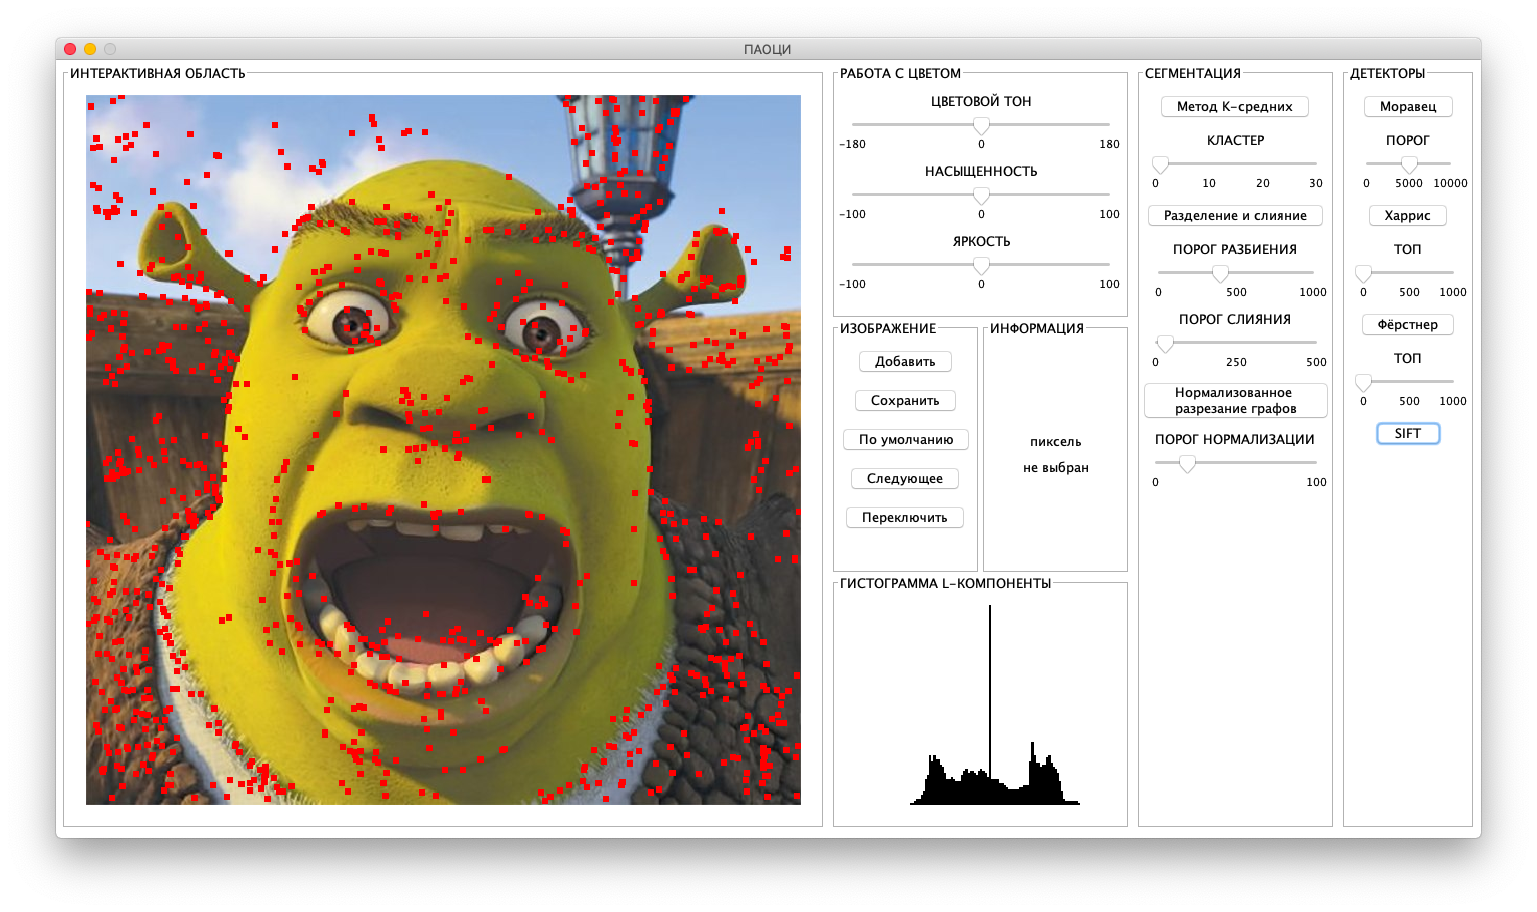 ПАОЦИ
ИНТЕРАКТИВНАЯ ОБЛАСТЬ
РАБОТА С ЦВЕТОМ
ЦВЕТОВОЙ ТОН
-180 0 180
НАСЫЩЕННОСТЬ
-100 0 100
ЯРКОСТЬ
-100 0 100
ИЗОБРАЖЕНИЕ
Добавить
Сохранить
По умолчанию
Следующее
Переключить
ИНФОРМАЦИЯ
пиксель
не выбран
ГИСТОГРАММА L-КОМПОНЕНТЫ
СЕГМЕНТАЦИЯ
Метод К-средних
КЛАСТЕР
0 10 20 30
Разделение и слияние
ПОРОГ РАЗБИЕНИЯ
0 500 1000
ПОРОГ СЛИЯНИЯ
0 250 500
Нормализованное
разрезание графов
ПОРОГ НОРМАЛИЗАЦИИ
0 100
ДЕТЕКТОРЫ
Моравец
ПОРОГ
0 5000 10000
Харрис
ТОП
0 500 1000
Фёрстнер
ТОП
0 500 1000
SIFT